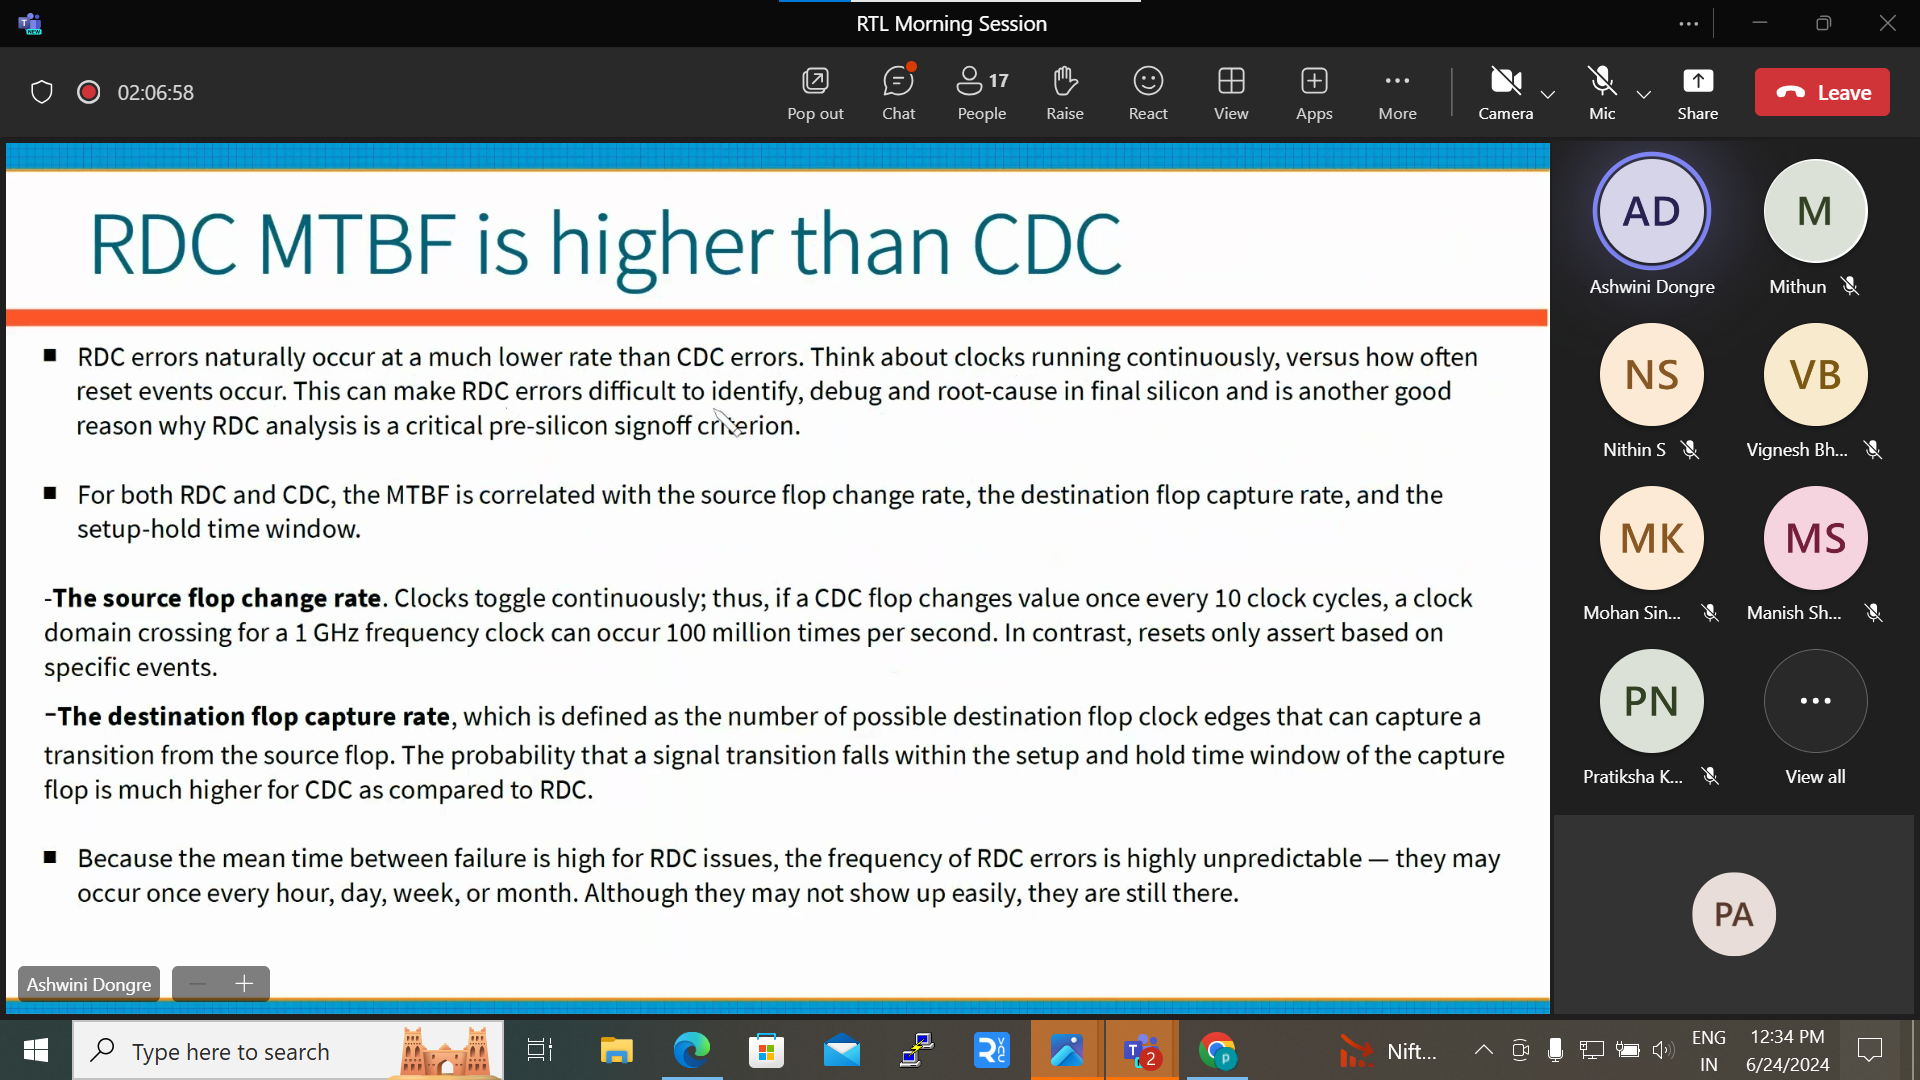 RTL Morning Session
02:06:58
Pop out
Chat
17
People
Raise
React
View
Apps
More
Camera
Mic
Share
Leave
RDC MTBF is higher than CDC
RDC errors naturally occur at a much lower rate than CDC errors. Think about clocks running continuously, versus how often
reset events occur. This can make RDC errors difficult to identify, debug and root-cause in final silicon and is another good
reason why RDC analysis is a critical pre-silicon signoff criterion.
For both RDC and CDC, the MTBF is correlated with the source flop change rate, the destination flop capture rate, and the
setup-hold time window.
-The source flop change rate. Clocks toggle continuously; thus, if a CDC flop changes value once every 10 clock cycles, a clock
domain crossing for a 1 GHz frequency clock can occur 100 million times per second. In contrast, resets only assert based on
specific events.
-The destination flop capture rate, which is defined as the number of possible destination flop clock edges that can capture a
transition from the source flop. The probability that a signal transition falls within the setup and hold time window of the capture
flop is much higher for CDC as compared to RDC.
Because the mean time between failure is high for RDC issues, the frequency of RDC errors is highly unpredictable — they may
occur once every hour, day, week, or month. Although they may not show up easily, they are still there.
Ashwini Dongre
AD
Ashwini Dongre
M
Mithun
NS
Nithin S
VB
Vignesh Bh...
MK
Mohan Sin...
MS
Manish Sh...
PN
Pratiksha K...
View all
PA
Type here to search
2
Nift...
ENG
IN
12:34 PM
6/24/2024